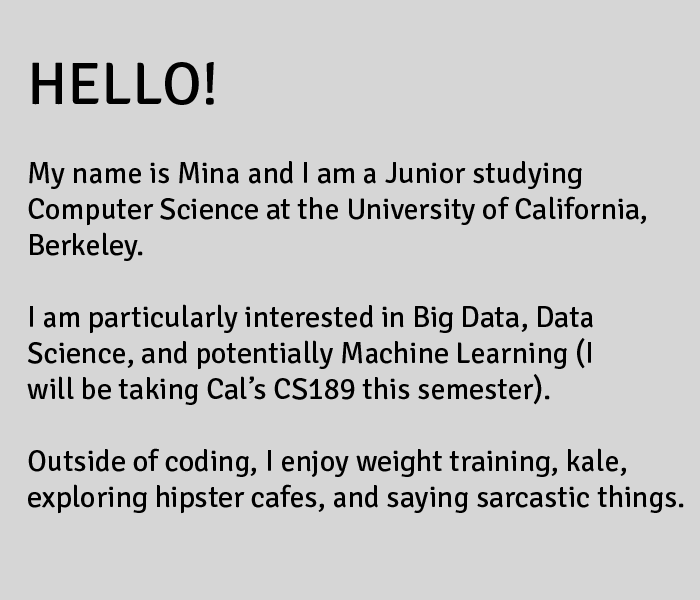 HELLO!
My name is Mina and I am a Junior studying
Computer Science at the University of California,
Berkeley.
I am particularly interested in Big Data, Data
Science, and potentially Machine Learning (I
will be taking Cal’s CS189 this semester).
Outside of coding, I enjoy weight training, kale,
exploring hipster cafes, and saying sarcastic things.